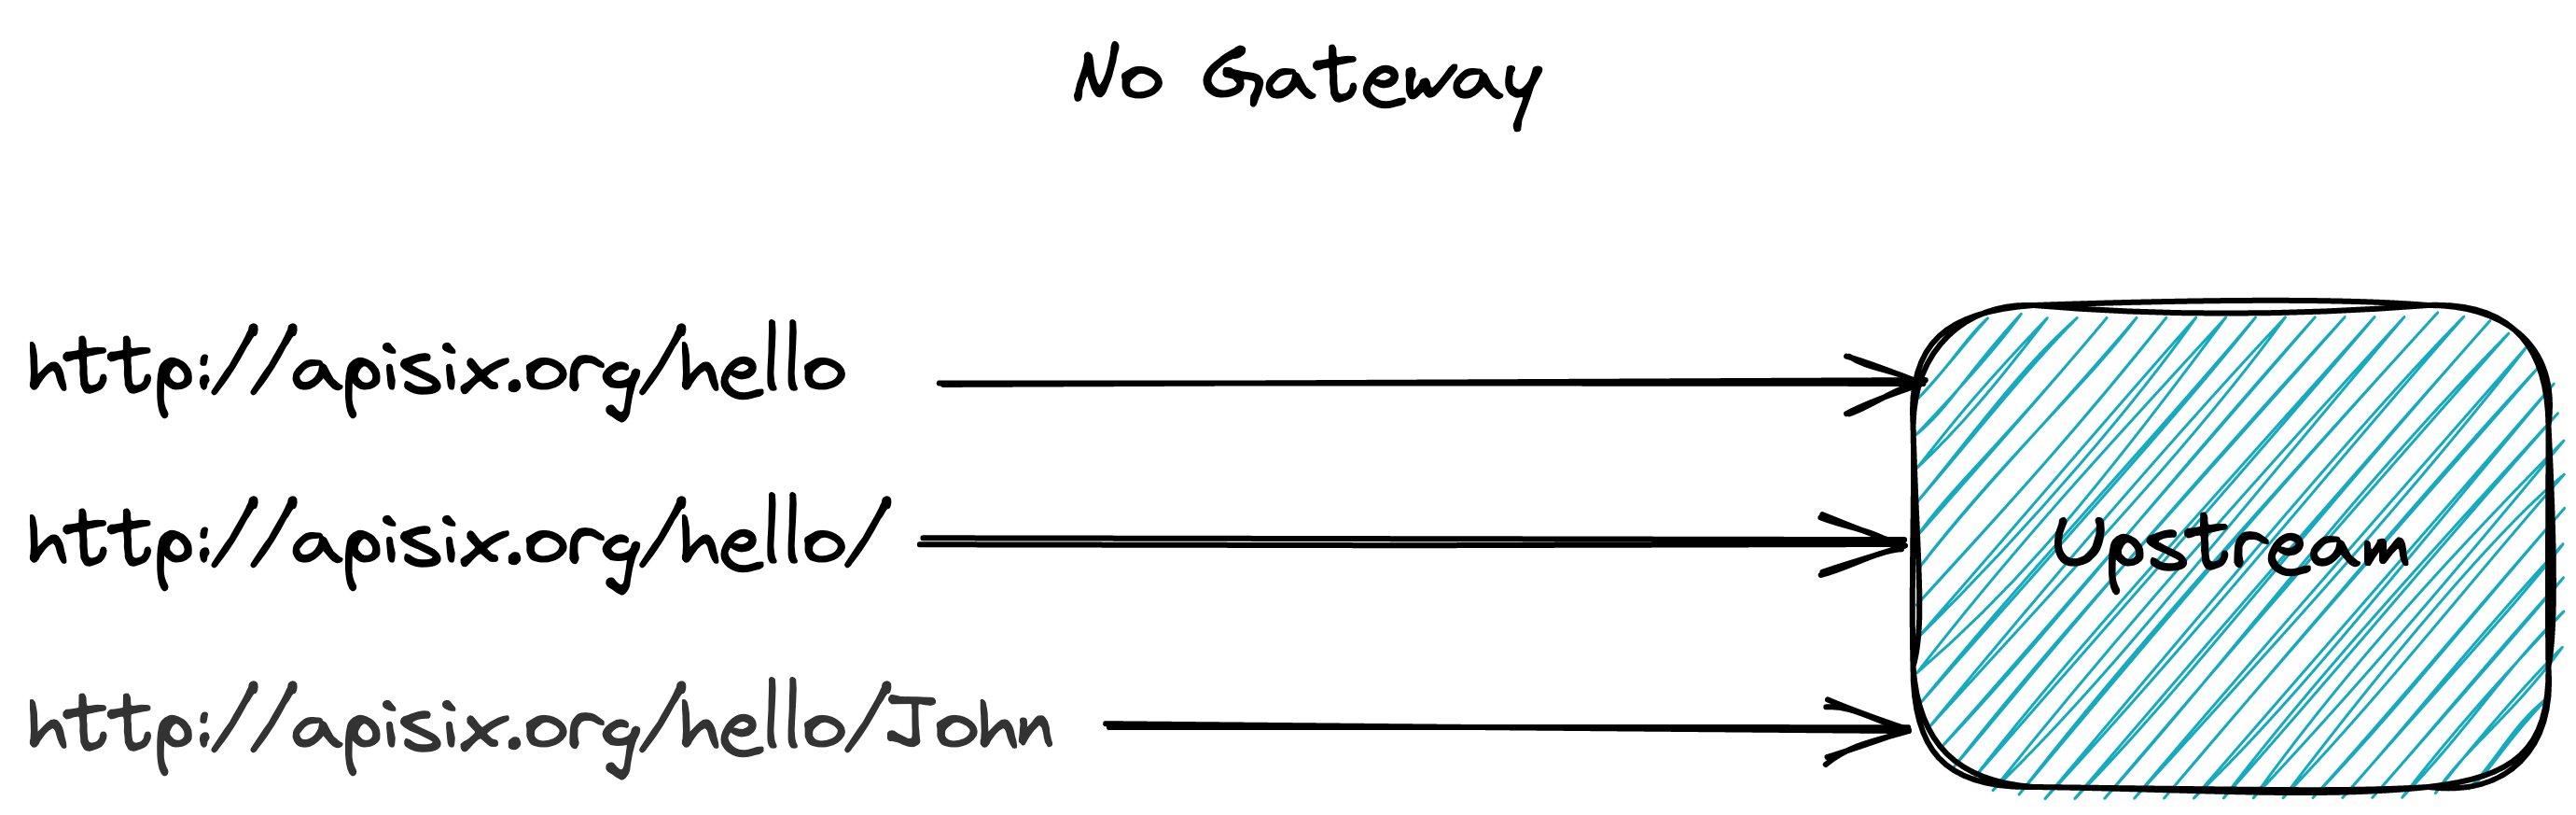 No Gateway
http://apisix.org/hello
http://apisix.org/hello/
Upstream
http://apisix.org/hello/John